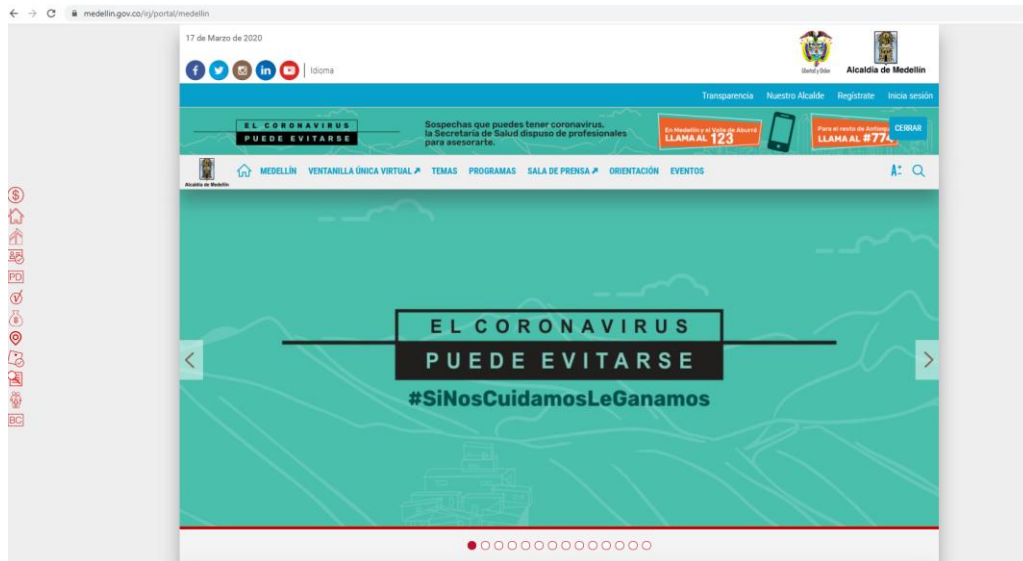 medellin.gov.co/irj/portal/medellin
17 de Marzo de 2020
Idioma
Libertad y Orden
Alcaldía de Medellín
Transparencia Nuestro Alcalde Regístrate Inicia sesión
EL CORONAVIRUS
PUEDE EVITARSE
Sospechas que puedes tener coronavirus,
la Secretaría de Salud dispuso de profesionales
para asesorarte.
En Medellín y el Valle de Aburrá
LLAMA AL 123
Para el resto de
LLAMA AL #774
CERRAR
Alcaldía de Medellín
MEDELLÍN VENTANILLA ÚNICA VIRTUAL TEMAS PROGRAMAS SALA DE PRENSA ORIENTACIÓN EVENTOS
A
$
PD
BC
EL CORONAVIRUS
PUEDE EVITARSE
#SiNosCuidamosLeGanamos